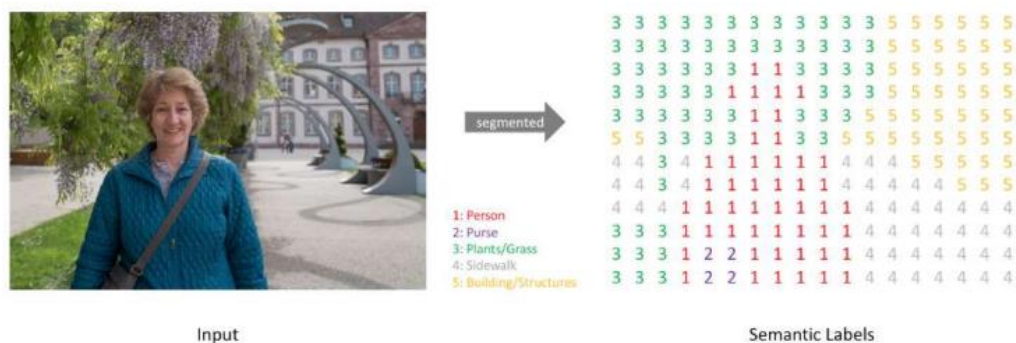 segmented
1: Person
2: Purse
3: Plants/Grass
4: Sidewalk
5: Building/Structures
3 3 3 3 3 3 3 3 3 3 3 3 5 5 5 5 5 5
3 3 3 3 3 3 3 3 3 3 3 3 5 5 5 5 5 5
3 3 3 3 3 3 1 1 3 3 3 3 5 5 5 5 5 5
3 3 3 3 3 1 1 1 1 3 3 3 5 5 5 5 5 5
3 3 3 3 3 3 1 1 3 3 3 5 5 5 5 5 5 5
5 5 3 3 3 3 1 1 3 3 5 5 5 5 5 5 5 5
4 4 3 4 1 1 1 1 1 1 4 4 4 5 5 5 5 5
4 4 3 4 1 1 1 1 1 1 4 4 4 4 4 5 5 5
4 4 4 1 1 1 1 1 1 1 1 4 4 4 4 4 4 4
3 3 3 1 1 1 1 1 1 1 1 4 4 4 4 4 4 4
3 3 3 1 2 2 1 1 1 1 1 4 4 4 4 4 4 4
3 3 3 1 2 2 1 1 1 1 1 4 4 4 4 4 4 4
Input
Semantic Labels